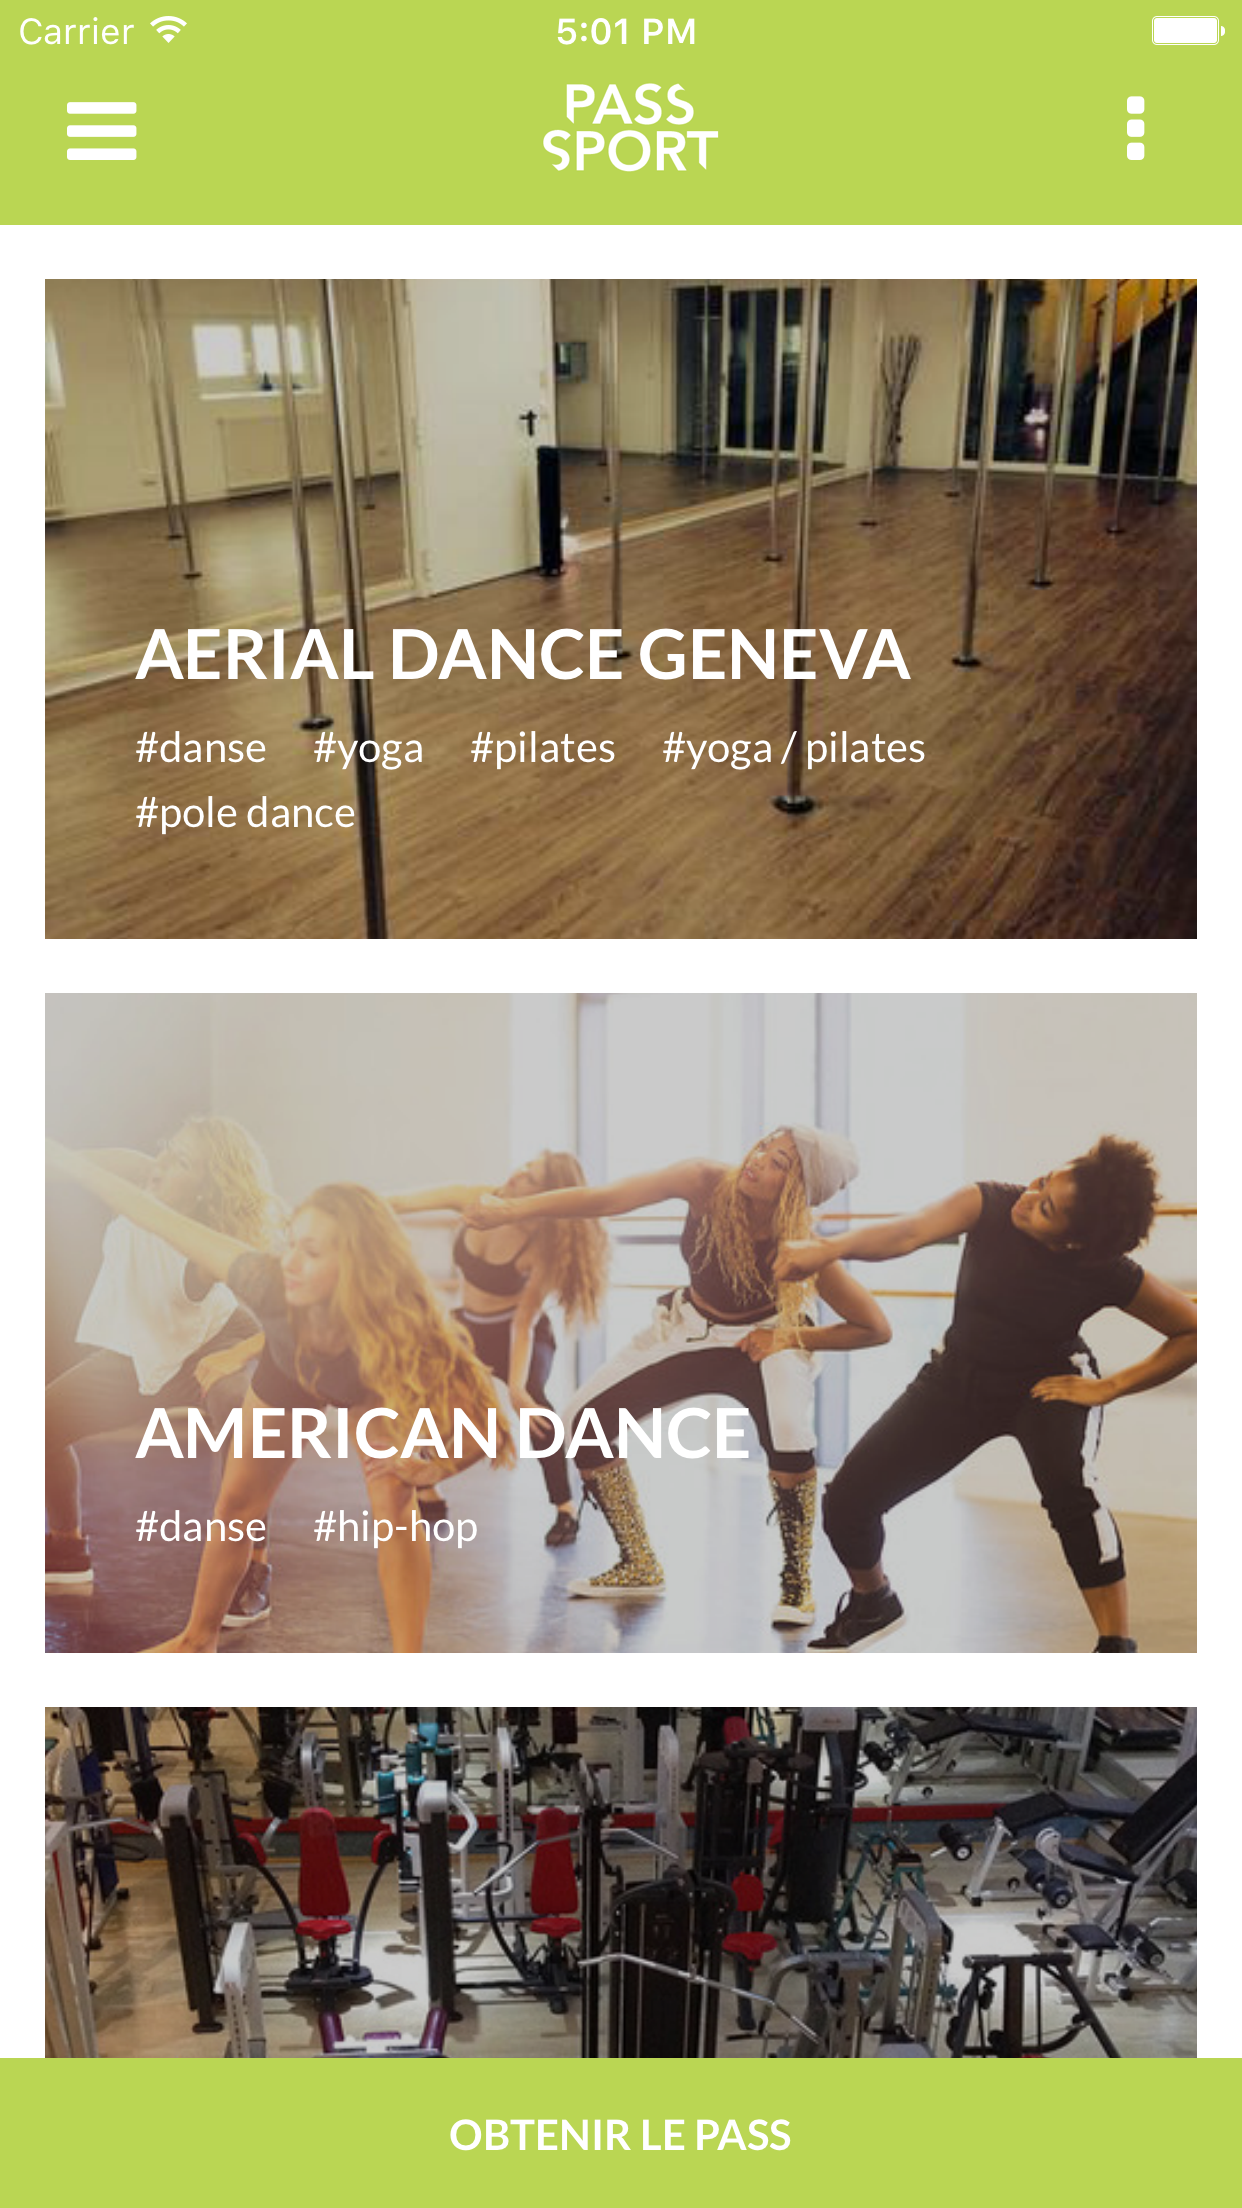 Carrier 5:01 PM
PASS
SPORT
AERIAL DANCE GENEVA
#danse #yoga #pilates #yoga / pilates
#pole dance
AMERICAN DANCE
#danse #hip-hop
OBTENIR LE PASS